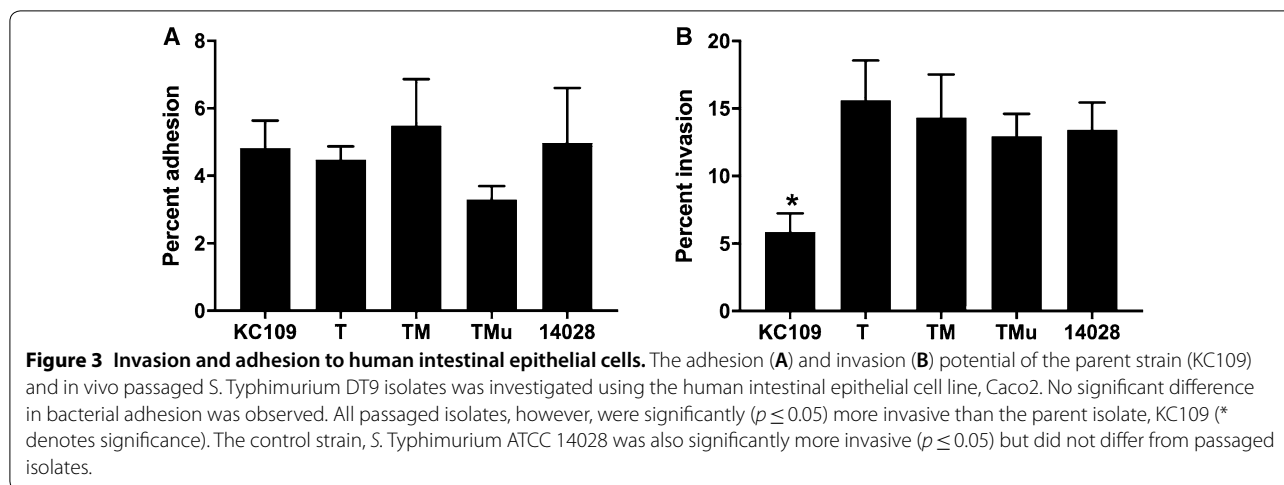 A
8
6
4
2
0
Percent adhesion
KC109 T TM TMu 14028
B
20
15
10
5
0
Percent invasion
*
KC109 T TM TMu 14028
Figure 3 Invasion and adhesion to human intestinal epithelial cells. The adhesion (A) and invasion (B) potential of the parent strain (KC109)
and in vivo passaged S. Typhimurium DT9 isolates was investigated using the human intestinal epithelial cell line, Caco2. No significant difference
in bacterial adhesion was observed. All passaged isolates, however, were significantly (p ≤ 0.05) more invasive than the parent isolate, KC109 (*
denotes significance). The control strain, S. Typhimurium ATCC 14028 was also significantly more invasive (p ≤ 0.05) but did not differ from passaged
isolates.